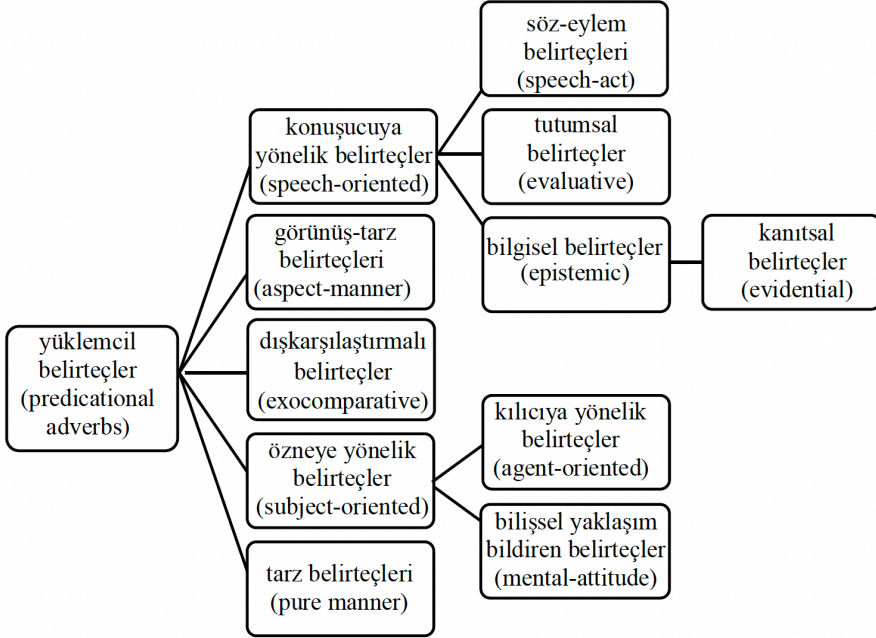 söz-eylem
belirteçleri
(speech-act)
konuşucuya
yönelik belirteçler
(speech-oriented)
tutumsal
belirteçler
(evaluative)
görünüş-tarz
belirteçleri
(aspect-manner)
bilgisel belirteçler
(epistemic)
kanıtsal
belirteçler
(evidential)
yüklemcil
belirteçler
(predicational
adverbs)
dışkarşılaştırmalı
belirteçler
(exocomparative)
özneye yönelik
belirteçler
(subject-oriented)
kılıcıya yönelik
belirteçler
(agent-oriented)
bilişsel yaklaşım
bildiren belirteçler
(mental-attitude)
tarz belirteçleri
(pure manner)